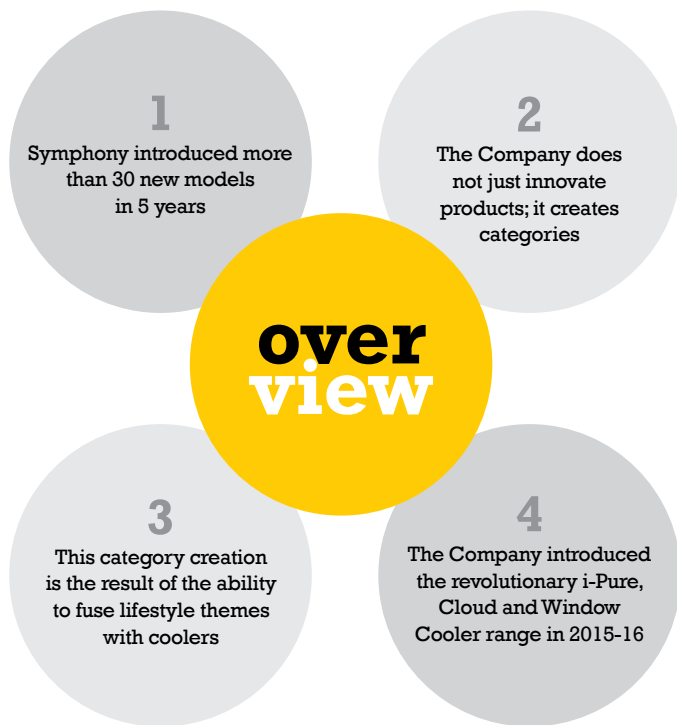 1
Symphony introduced more
than 30 new models
in 5 years
2
The Company does
not just innovate
products; it creates
categories
over
view
3
This category creation
is the result of the ability
to fuse lifestyle themes
with coolers
4
The Company introduced
the revolutionary i-Pure,
Cloud and Window
Cooler range in 2015-16